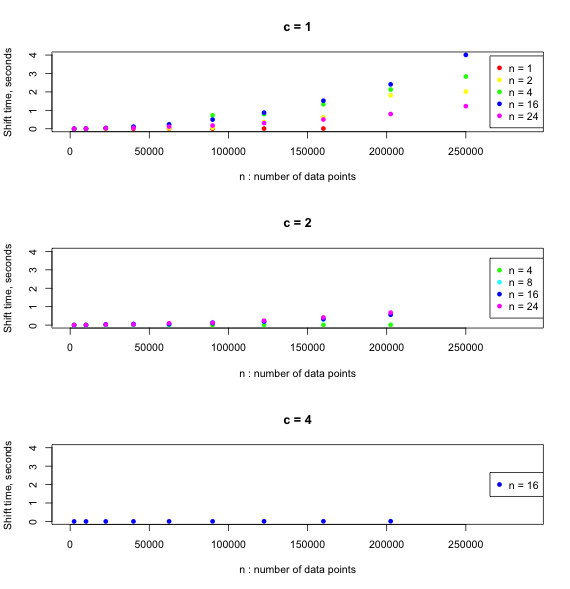 c = 1
Shift time, seconds
4
3
2
1
0
n = 1
n = 2
n = 4
n = 16
n = 24
0 50000 100000 150000 200000 250000
n : number of data points
c = 2
Shift time, seconds
4
3
2
1
0
n = 4
n = 8
n = 16
n = 24
0 50000 100000 150000 200000 250000
n : number of data points
c = 4
Shift time, seconds
4
3
2
1
0
n = 16
0 50000 100000 150000 200000 250000
n : number of data points